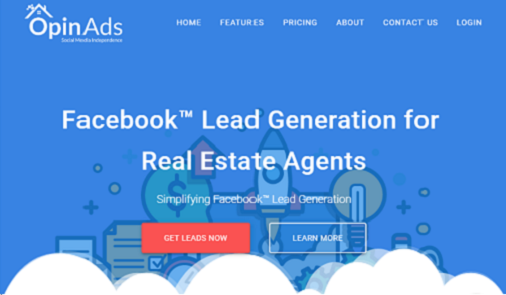 OpinAds
Social Media Independence
HOME FEATURES PRICING ABOUT CONTACT US LOGIN
Facebook™ Lead Generation for
Real Estate Agents
Simplifying Facebook™ Lead Generation
GET LEADS NOW LEARN MORE